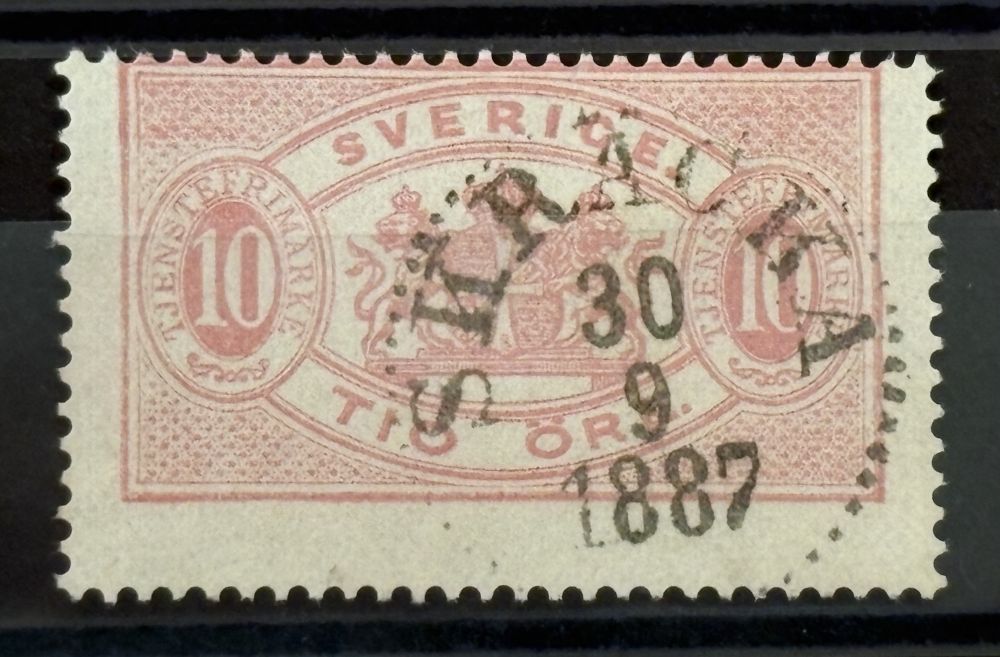 SVERIGE.
TJENSTEFRIMÄRKE
10
TJENSTEFRIMÄRKE
10
TIO ÖRE.
30
9
1887